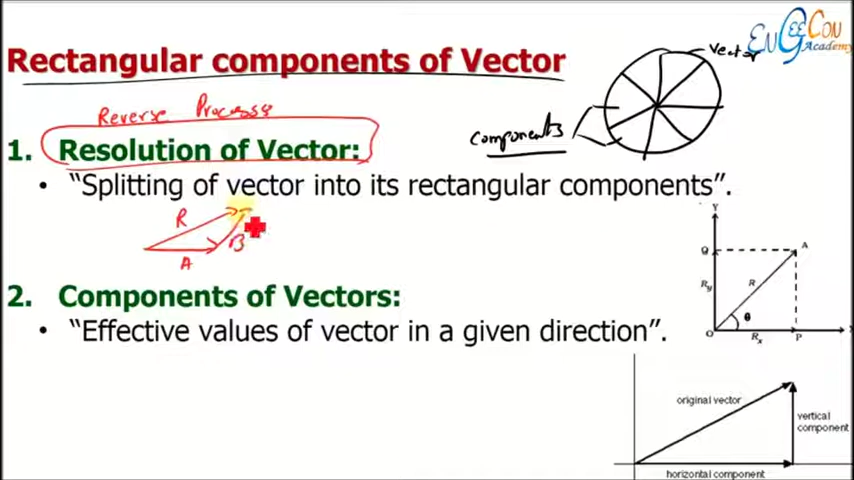 EnGeeCon
Academy
Rectangular components of Vector
vector
Reverse Process
components
1. Resolution of Vector:
• “Splitting of vector into its rectangular components”.
R
A
B
Y
Q
A
R
Ry
θ
O
Rx
P
2. Components of Vectors:
• “Effective values of vector in a given direction”.
original vector
vertical
component
horizontal component